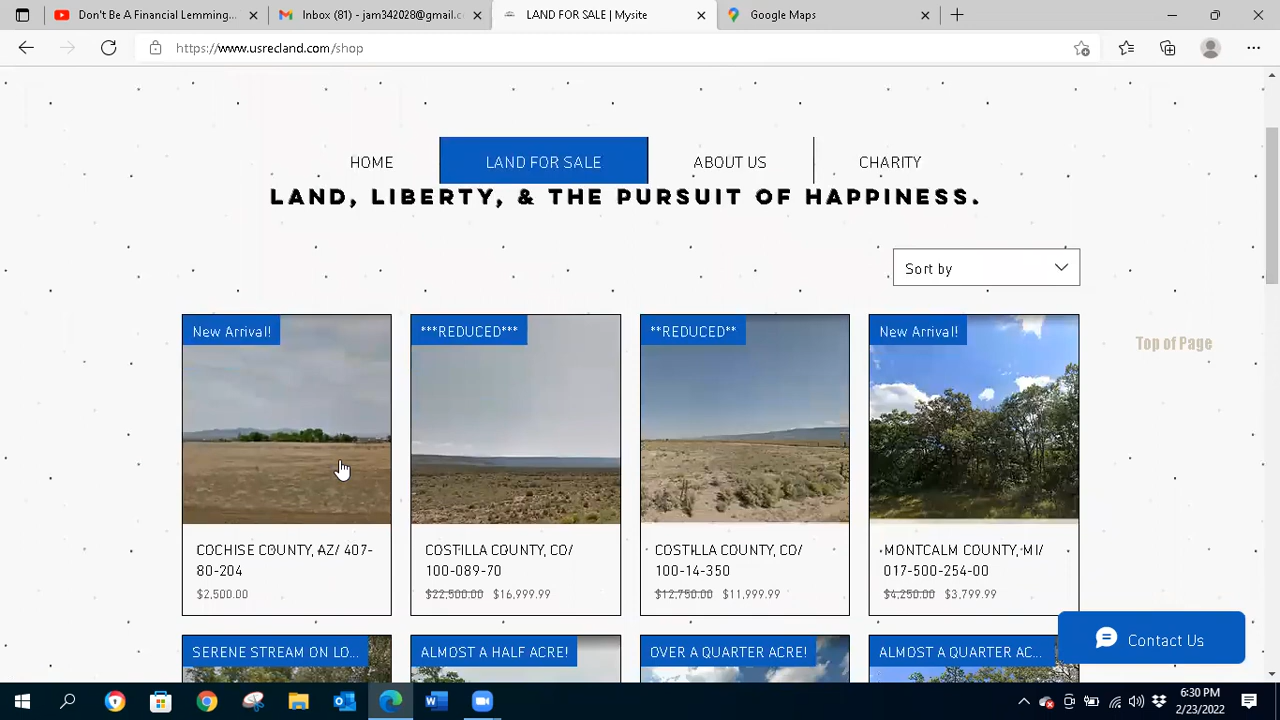 Don't Be A Financial Lemming...
Inbox (81) - jam342028@gmail.c
LAND FOR SALE | Mysite
Google Maps
https://www.usrecland.com/shop
HOME
LAND FOR SALE
ABOUT US
CHARITY
LAND, LIBERTY, & THE PURSUIT OF HAPPINESS.
Sort by
New Arrival!
***REDUCED***
**REDUCED**
New Arrival!
Top of Page
COCHISE COUNTY, AZ/ 407-
80-204
$2,500.00
COSTILLA COUNTY, CO/
100-089-70
$22,500.00 $16,999.99
COSTILLA COUNTY, CO/
100-14-350
$12,750.00 $11,999.99
MONTCALM COUNTY, MI/
017-500-254-00
$4,250.00 $3,799.99
SERENE STREAM ON LO...
ALMOST A HALF ACRE!
OVER A QUARTER ACRE!
ALMOST A QUARTER AC...
Contact Us
6:30 PM
2/23/2022